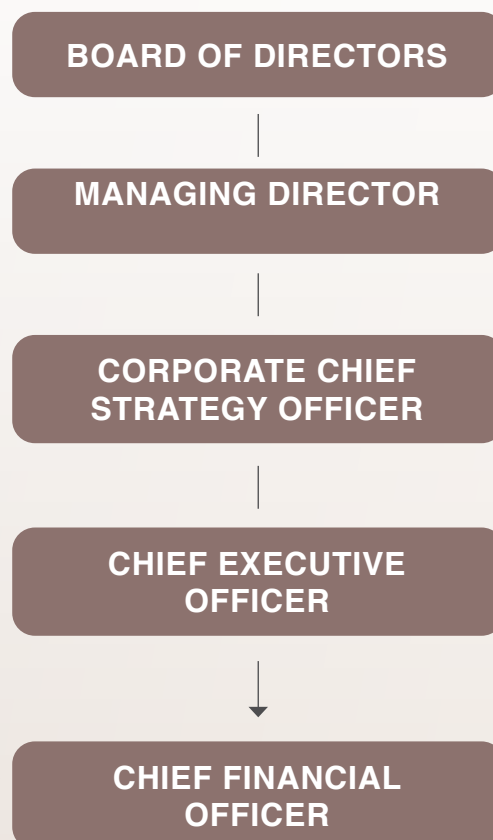 BOARD OF DIRECTORS
MANAGING DIRECTOR
CORPORATE CHIEF
STRATEGY OFFICER
CHIEF EXECUTIVE
OFFICER
CHIEF FINANCIAL
OFFICER